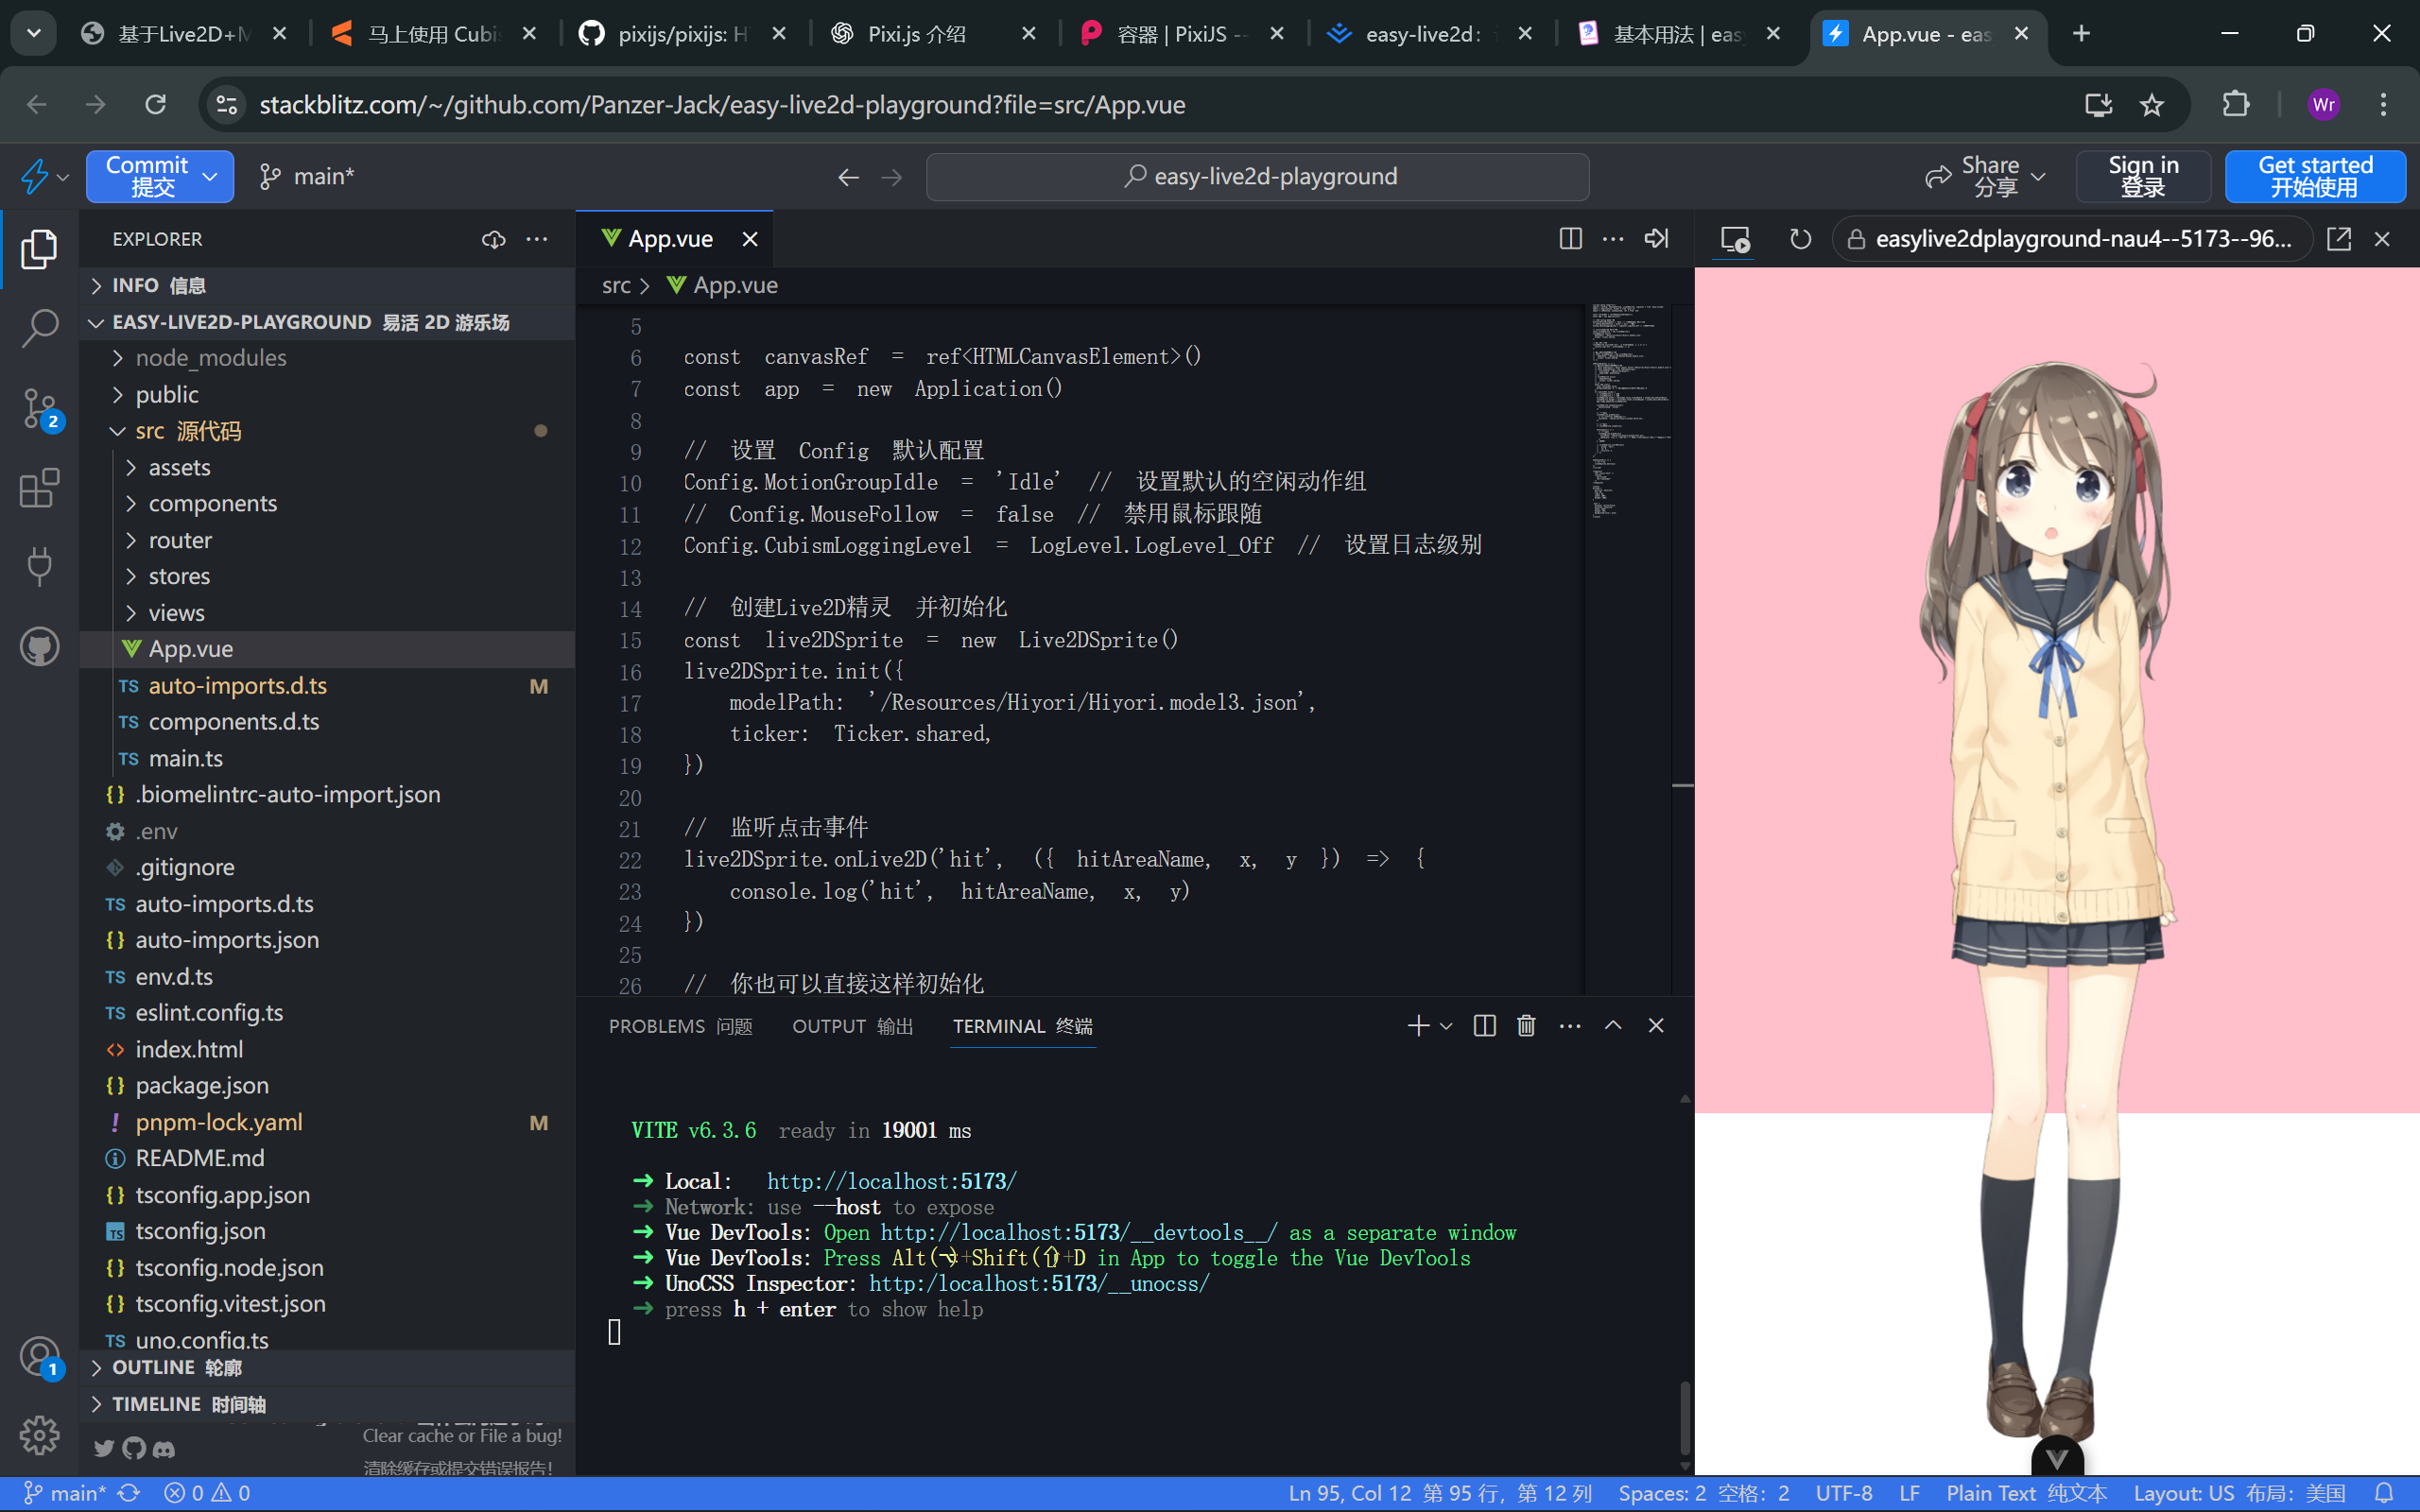 基于Live2D+M
马上使用 Cubis
pixijs/pixijs: H
Pixi.js 介绍
容器 | PixiJS --
easy-live2d：
基本用法 | easy
App.vue - eas
stackblitz.com/~/github.com/Panzer-Jack/easy-live2d-playground?file=src/App.vue
Wr
Commit
提交
main*
easy-live2d-playground
Share
分享
Sign in
登录
Get started
开始使用
EXPLORER
INFO 信息
EASY-LIVE2D-PLAYGROUND 易活 2D 游乐场
node_modules
public
src 源代码
assets
components
router
stores
views
App.vue
TS auto-imports.d.ts M
TS components.d.ts
TS main.ts
{} .biomelintrc-auto-import.json
.env
.gitignore
TS auto-imports.d.ts
{} auto-imports.json
TS env.d.ts
TS eslint.config.ts
<> index.html
{} package.json
! pnpm-lock.yaml M
README.md
{} tsconfig.app.json
TS tsconfig.json
{} tsconfig.node.json
{} tsconfig.vitest.json
TS uno.config.ts
OUTLINE 轮廓
TIMELINE 时间轴
Clear cache or File a bug!
清除缓存或提交错误报告！
2
1
App.vue
src > App.vue
5
6 const canvasRef = ref<HTMLCanvasElement>()
7 const app = new Application()
8
9 // 设置 Config 默认配置
10 Config.MotionGroupIdle = 'Idle' // 设置默认的空闲动作组
11 // Config.MouseFollow = false // 禁用鼠标跟随
12 Config.CubismLoggingLevel = LogLevel.LogLevel_Off // 设置日志级别
13
14 // 创建Live2D精灵 并初始化
15 const live2DSprite = new Live2DSprite()
16 live2DSprite.init({
17 modelPath: '/Resources/Hiyori/Hiyori.model3.json',
18 ticker: Ticker.shared,
19 })
20
21 // 监听点击事件
22 live2DSprite.onLive2D('hit', ({ hitAreaName, x, y }) => {
23 console.log('hit', hitAreaName, x, y)
24 })
25
26 // 你也可以直接这样初始化
PROBLEMS 问题 OUTPUT 输出 TERMINAL 终端
VITE v6.3.6 ready in 19001 ms
➜ Local: http://localhost:5173/
➜ Network: use --host to expose
➜ Vue DevTools: Open http://localhost:5173/__devtools__/ as a separate window
➜ Vue DevTools: Press Alt(⌥)+Shift(⇧)+D in App to toggle the Vue DevTools
➜ UnoCSS Inspector: http:/localhost:5173/__unocss/
➜ press h + enter to show help
easylive2dplayground-nau4--5173--96...
main* 0 0
Ln 95, Col 12 第 95 行，第 12 列 Spaces: 2 空格：2 UTF-8 LF Plain Text 纯文本 Layout: US 布局：美国